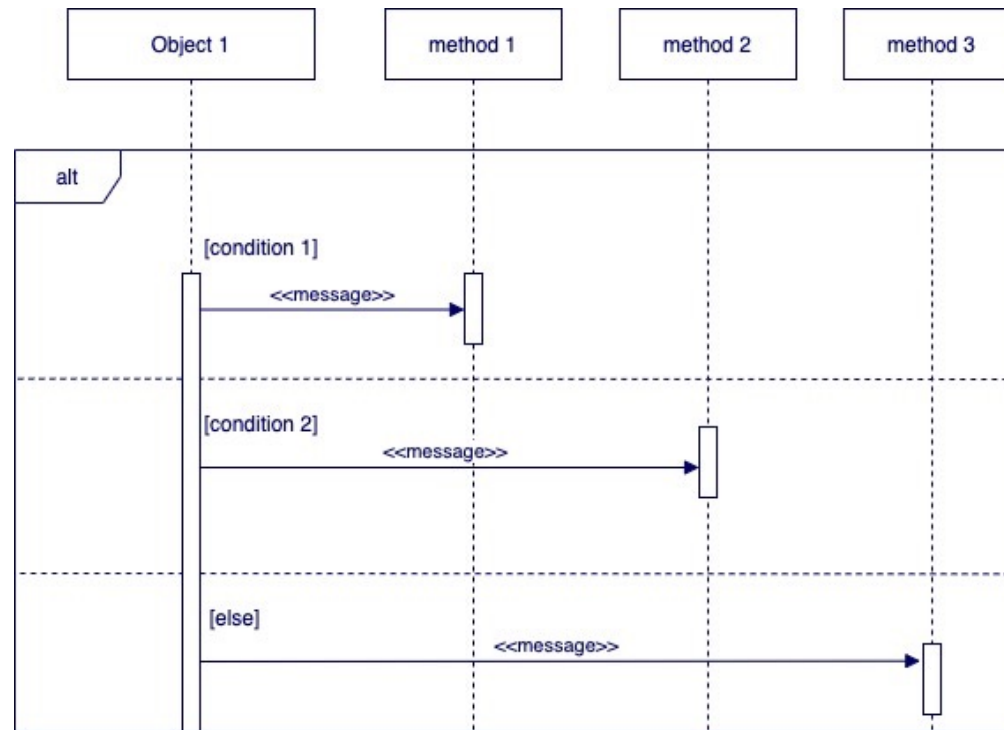 Object 1
method 1
method 2
method 3
alt
[condition 1]
<<message>>
[condition 2]
<<message>>
[else]
<<message>>